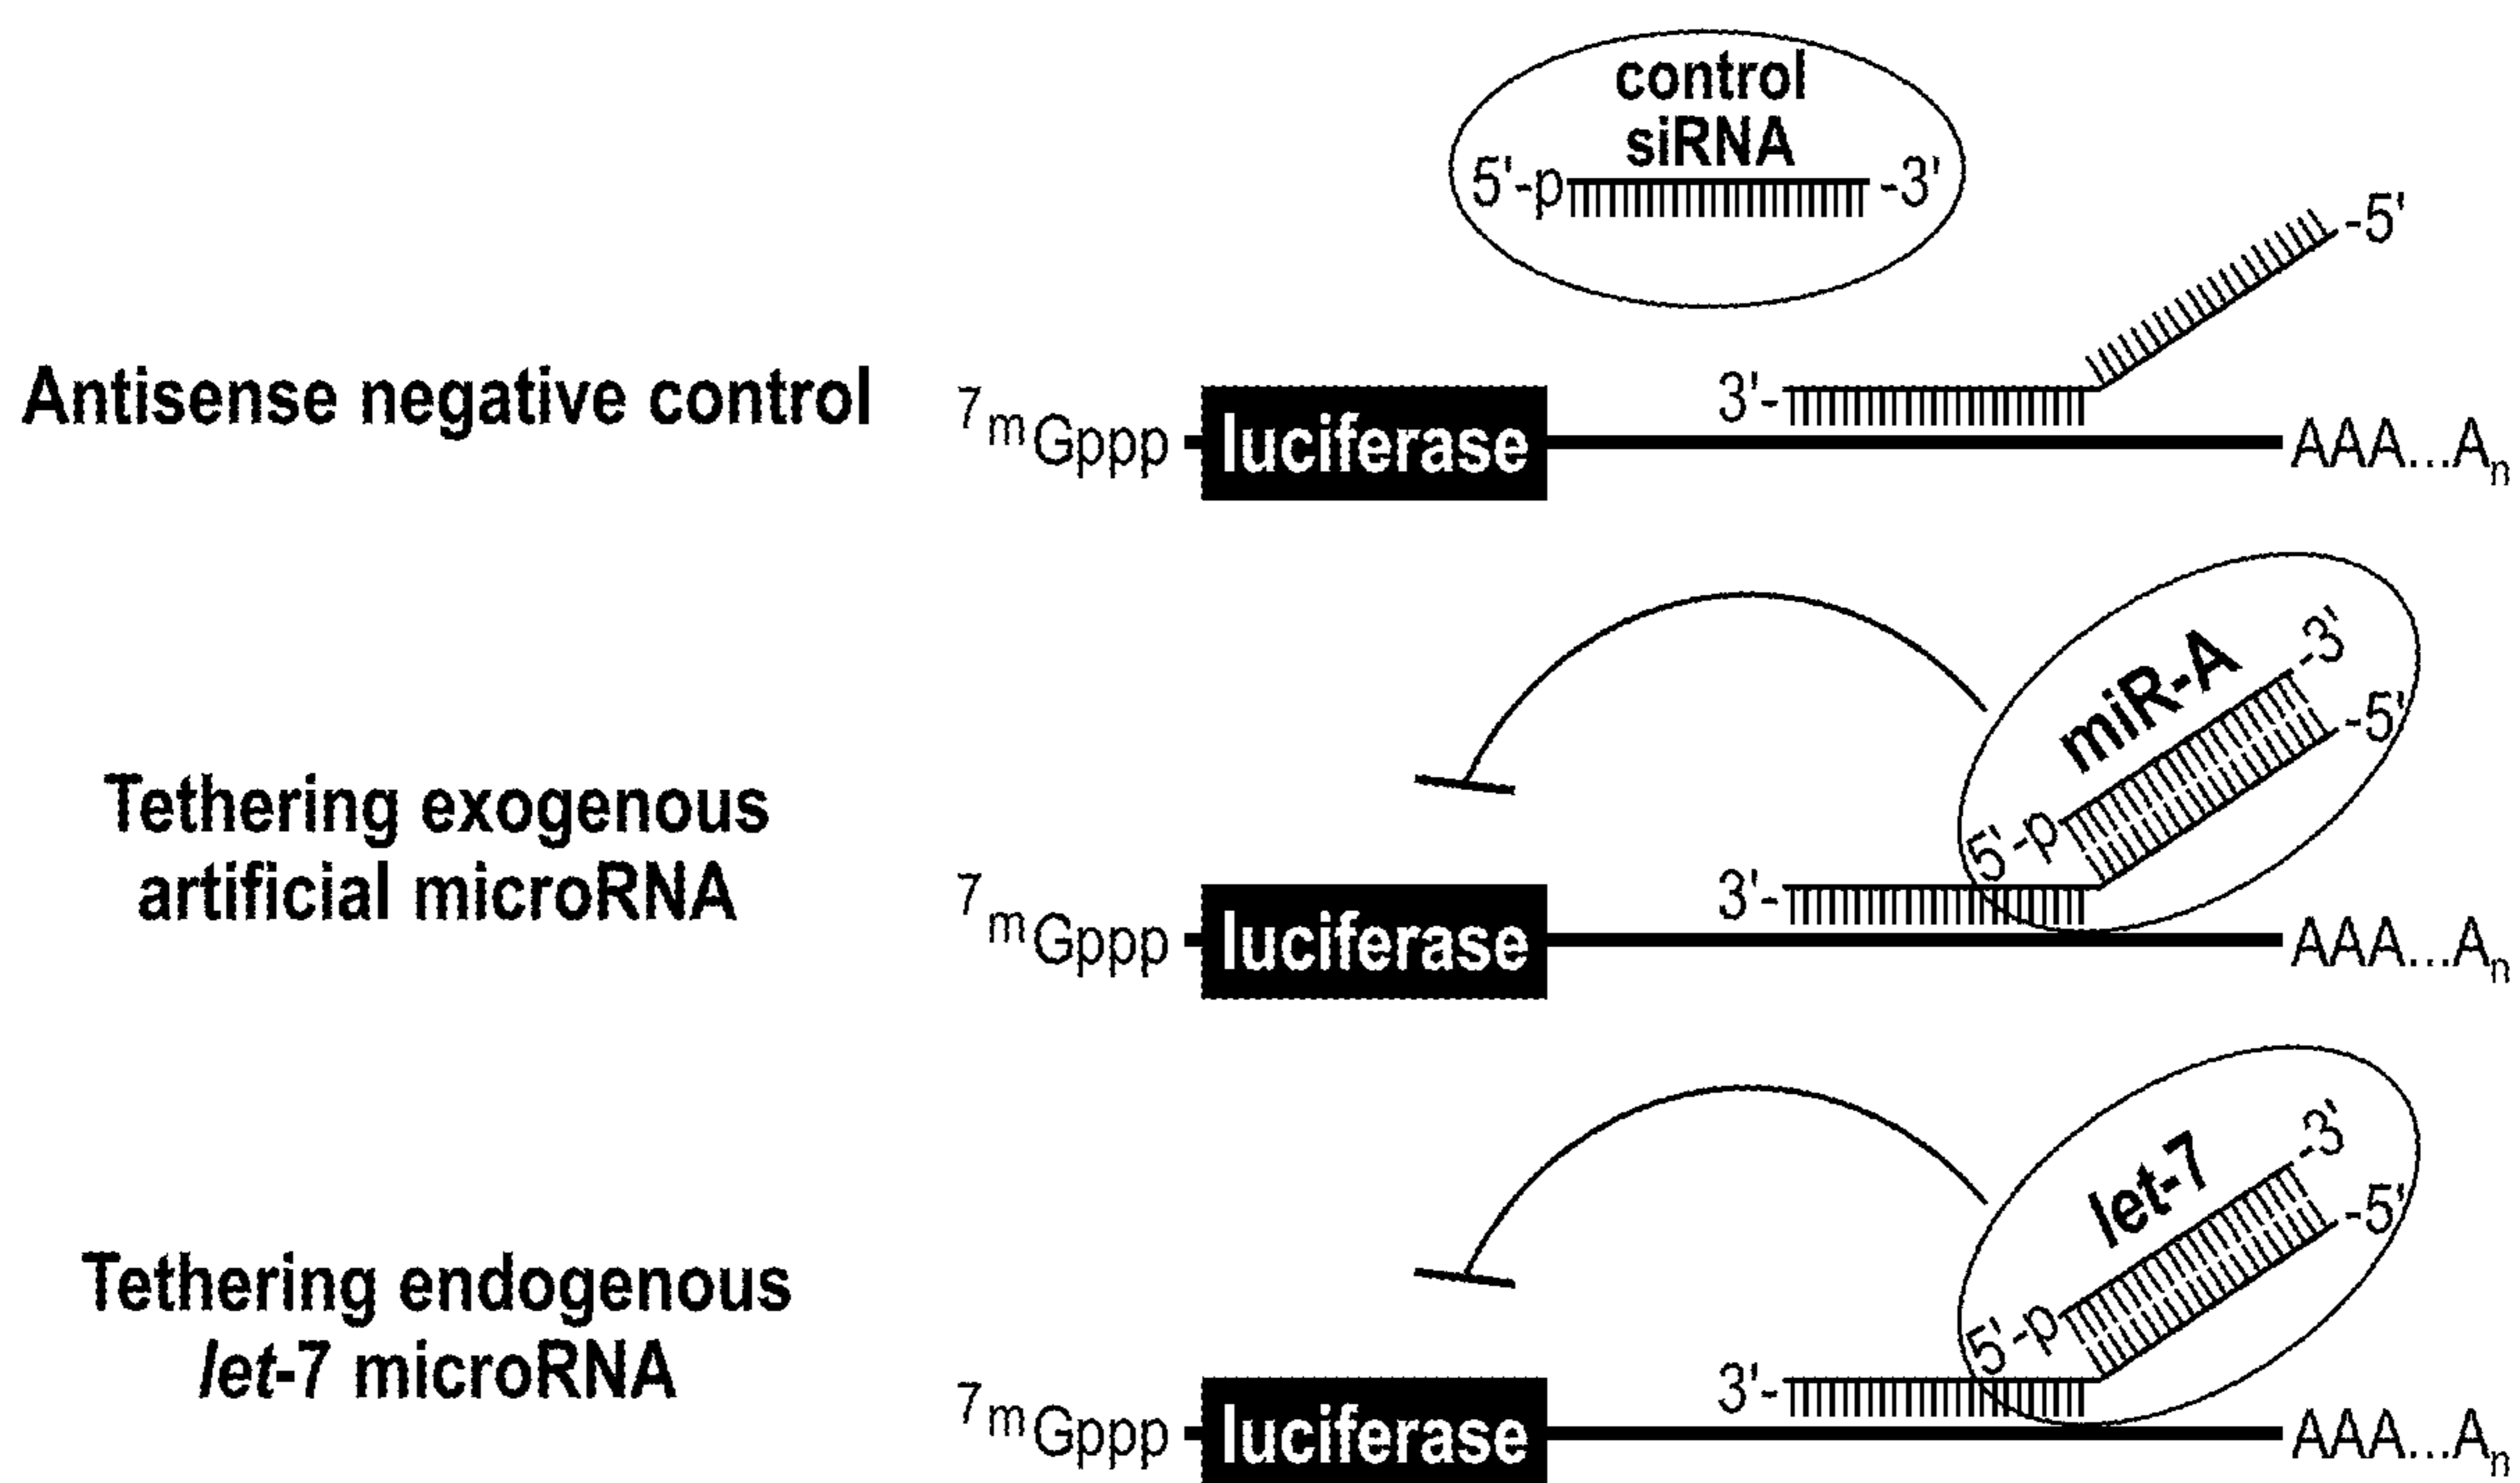 control
siRNA
5'-p -3'
-5'
Antisense negative control
3'-
7mGppp luciferase AAA...An
miR-A
-3'
-5'
5'-p
Tethering exogenous
artificial microRNA
3'-
7mGppp luciferase AAA...An
let-7
-3'
-5'
5'-p
Tethering endogenous
let-7 microRNA
3'-
7mGppp luciferase AAA...An